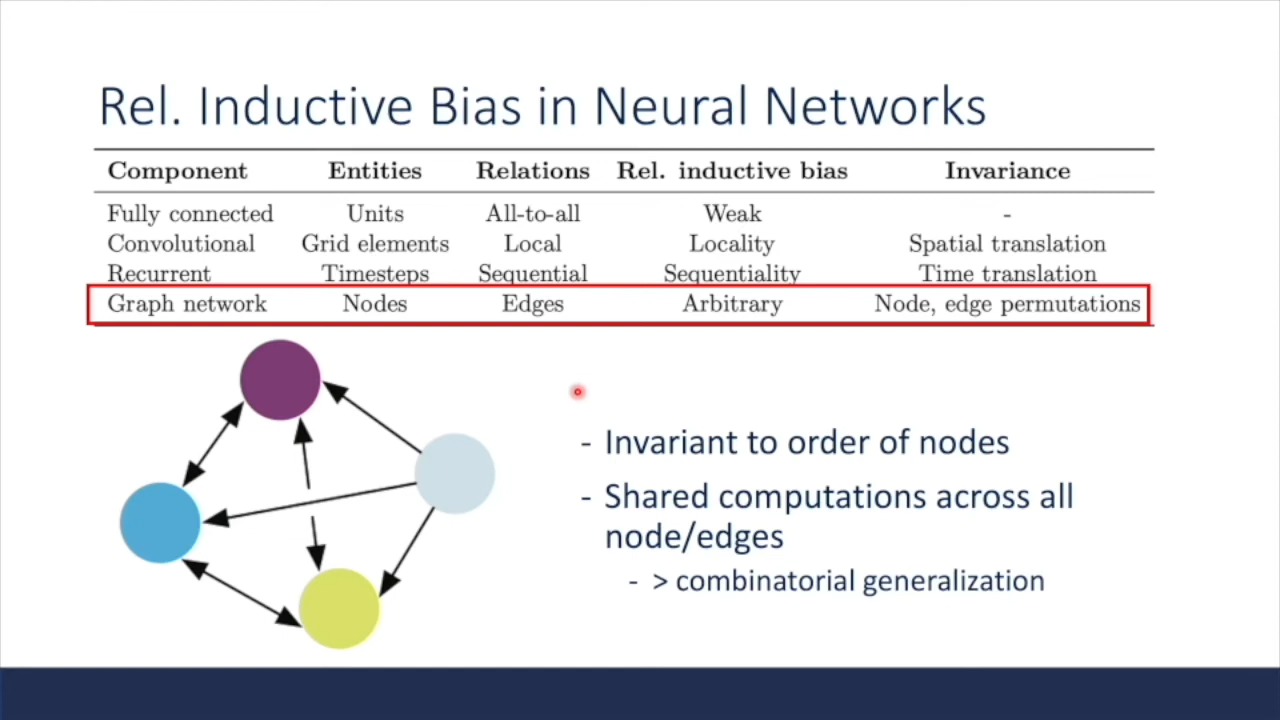 Rel. Inductive Bias in Neural Networks
Component Entities Relations Rel. inductive bias Invariance
Fully connected Units All-to-all Weak -
Convolutional Grid elements Local Locality Spatial translation
Recurrent Timesteps Sequential Sequentiality Time translation
Graph network Nodes Edges Arbitrary Node, edge permutations
- Invariant to order of nodes
- Shared computations across all
node/edges
- > combinatorial generalization